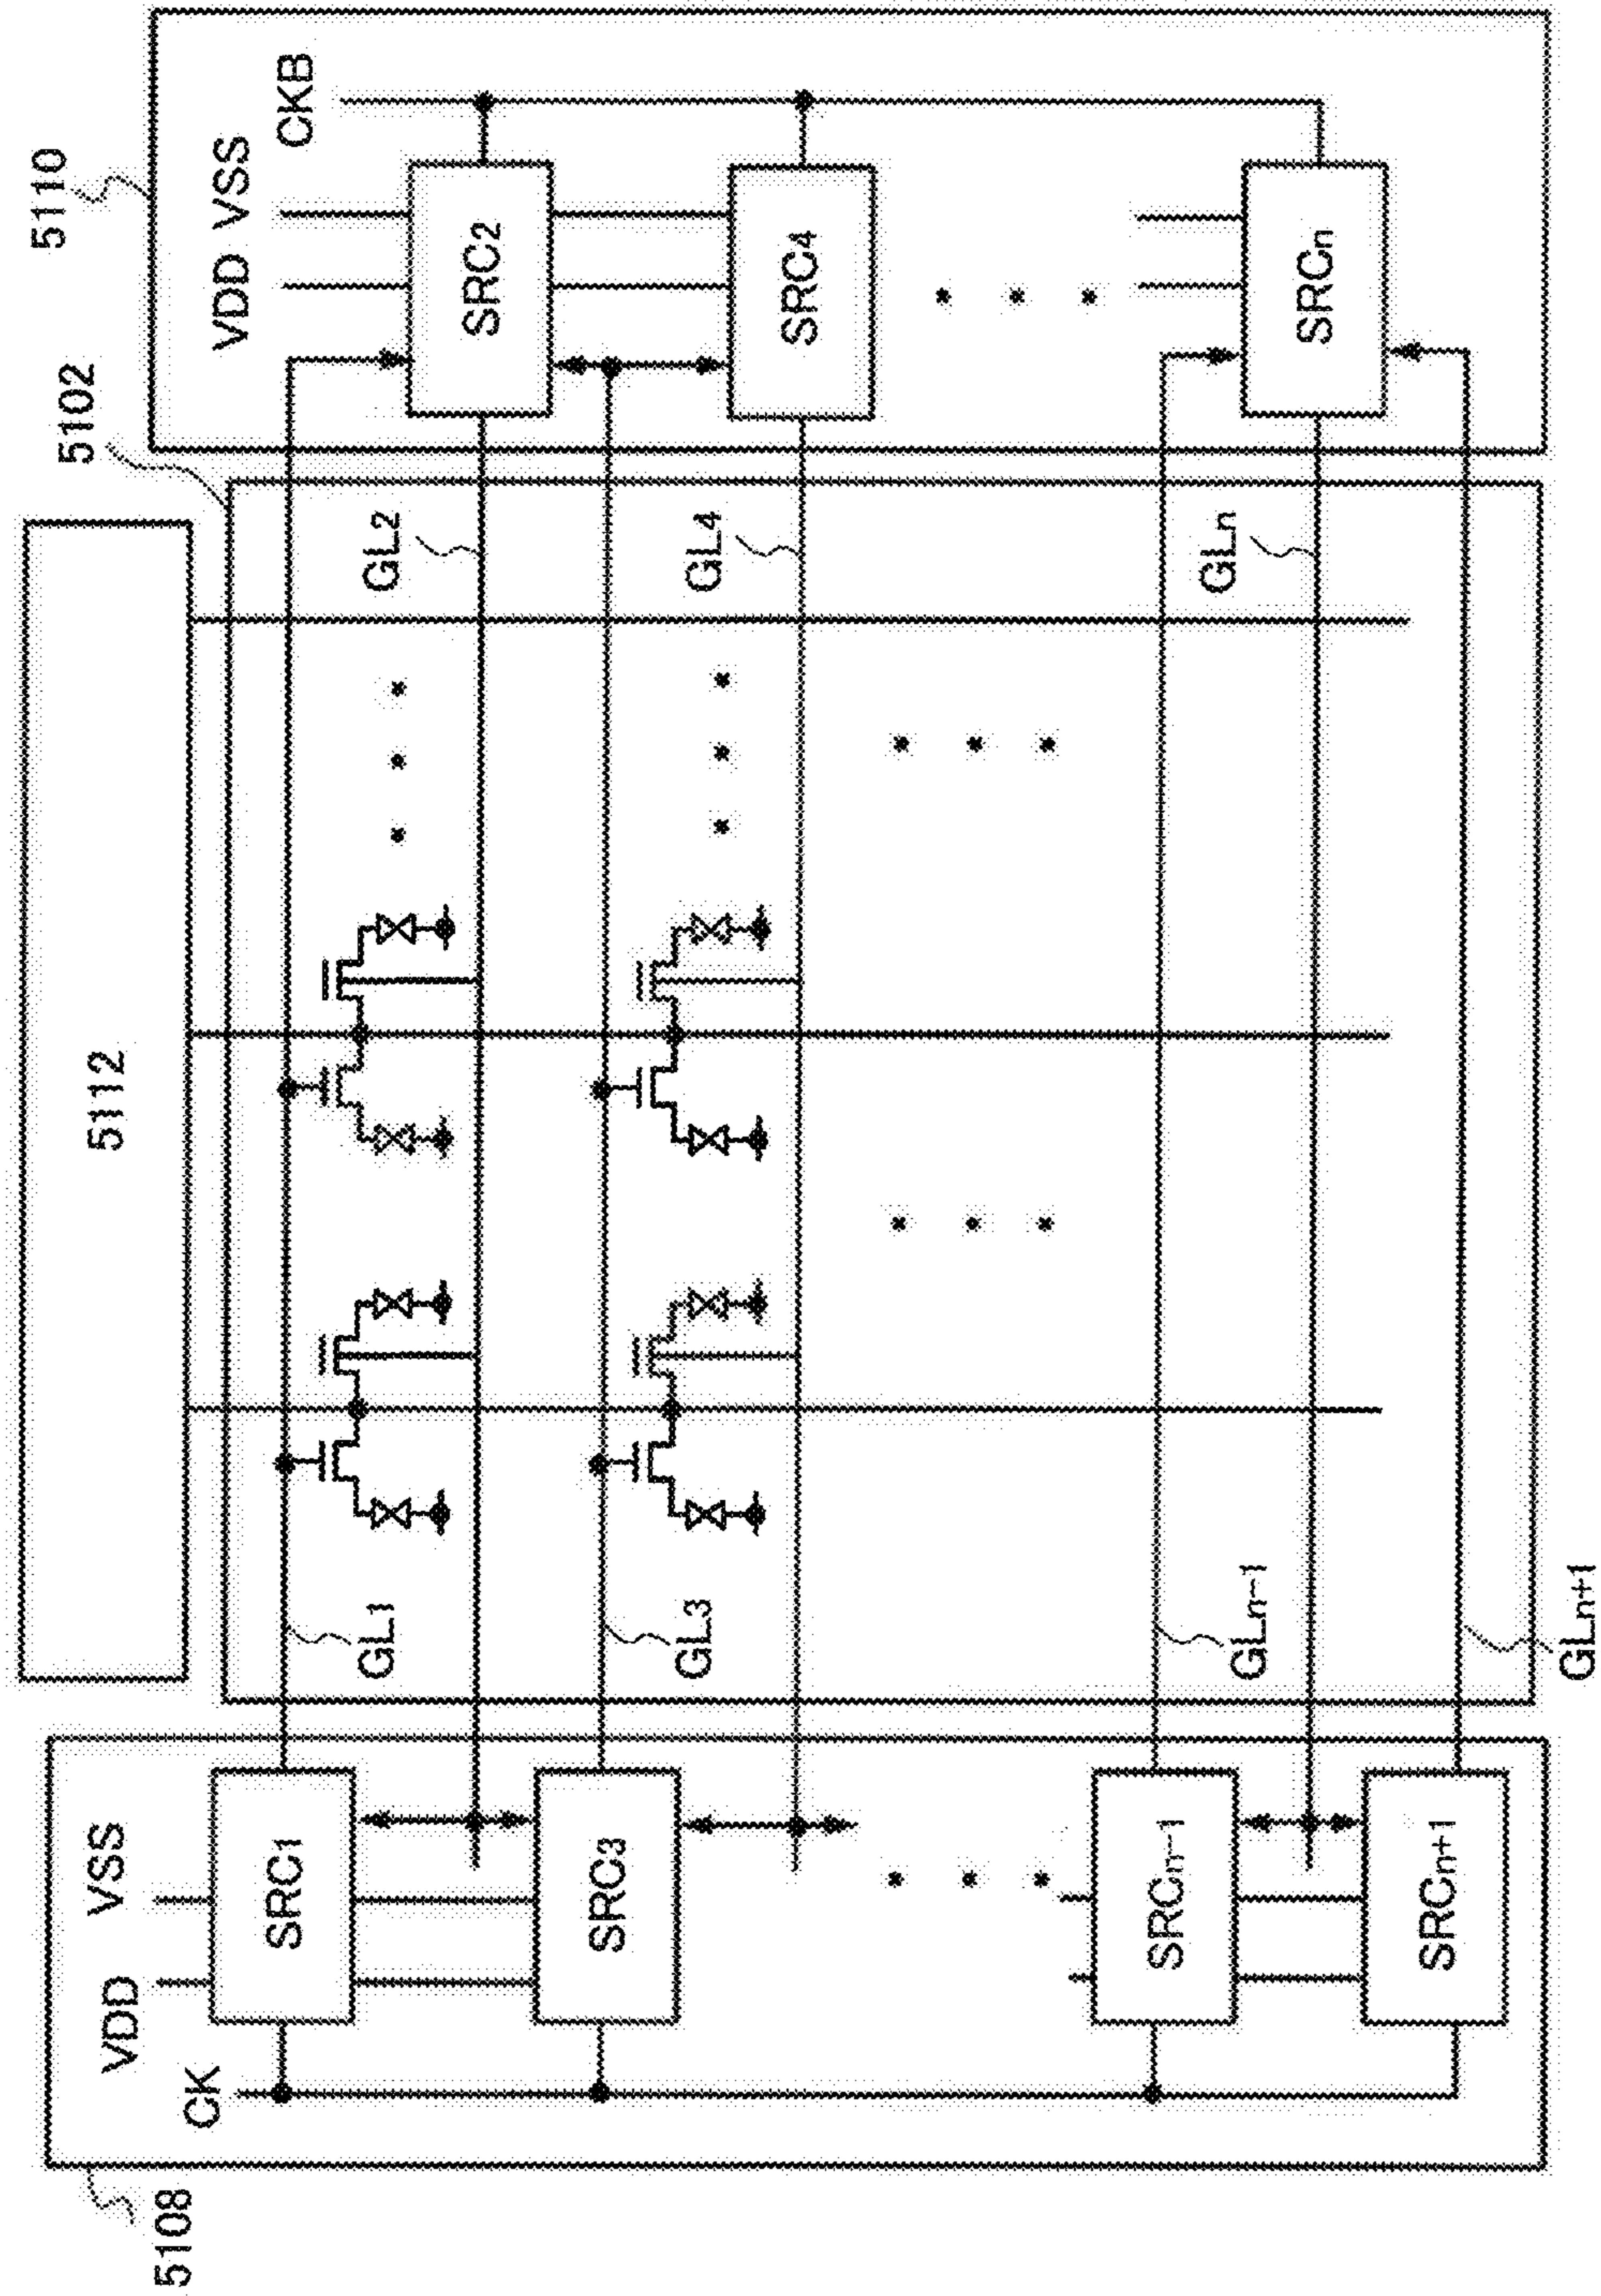 5108
5112
5102
5110
CK
VDD
VSS
VDD VSS
CKB
SRC1
GL1
GL2
SRC2
SRC3
GL3
GL4
SRC4
SRCn-1
GLn-1
GLn
SRCn
SRCn+1
GLn+1